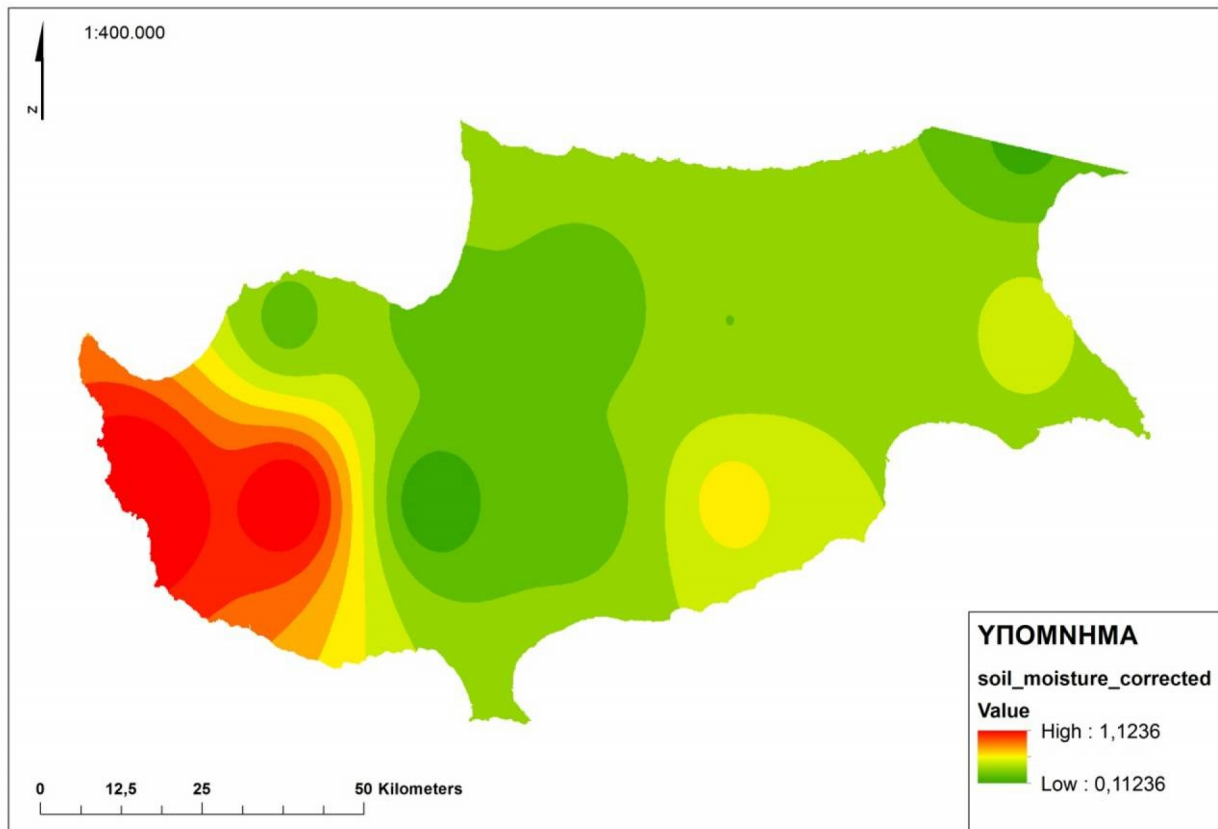 1:400.000
z
ΥΠΟΜΝΗΜΑ
soil_moisture_corrected
Value
High : 1,1236
Low : 0,11236
0 12,5 25 50 Kilometers